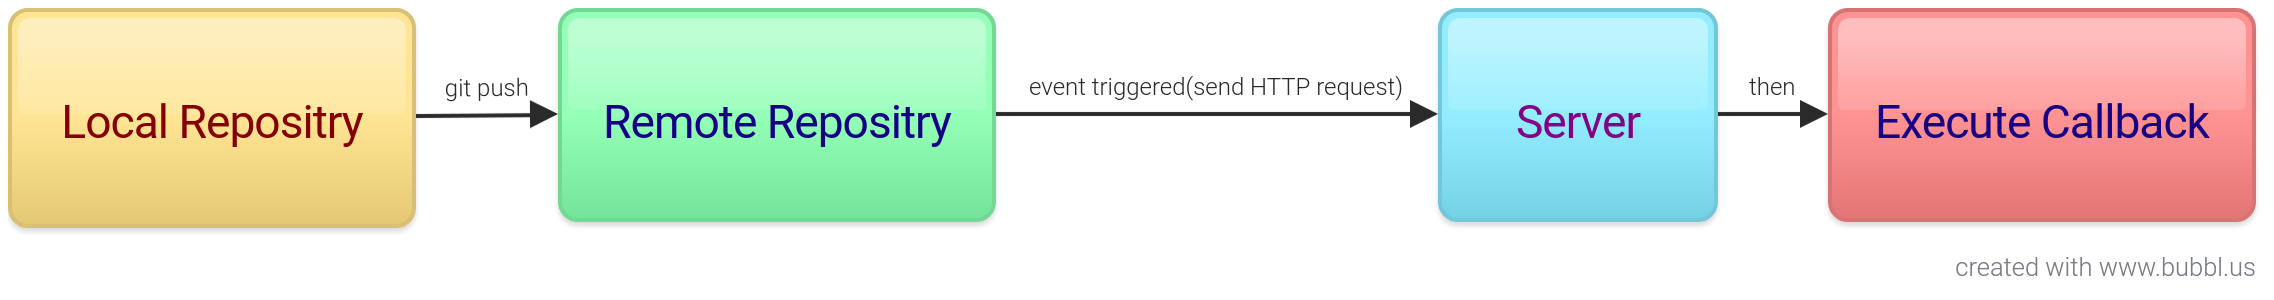 Local Repositry
git push
Remote Repositry
event triggered(send HTTP request)
Server
then
Execute Callback
created with www.bubbl.us